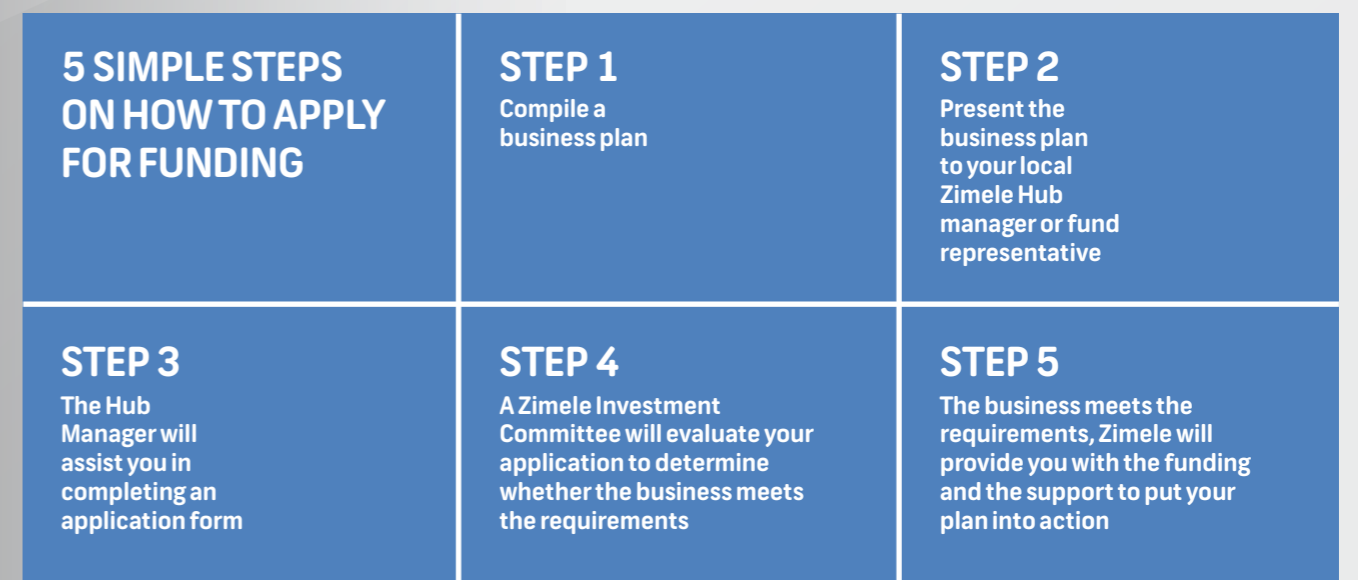 5 SIMPLE STEPS
ON HOW TO APPLY
FOR FUNDING
STEP 1
Compile a
business plan
STEP 2
Present the
business plan
to your local
Zimele Hub
manager or fund
representative
STEP 3
The Hub
Manager will
assist you in
completing an
application form
STEP 4
A Zimele Investment
Committee will evaluate your
application to determine
whether the business meets
the requirements
STEP 5
The business meets the
requirements, Zimele will
provide you with the funding
and the support to put your
plan into action